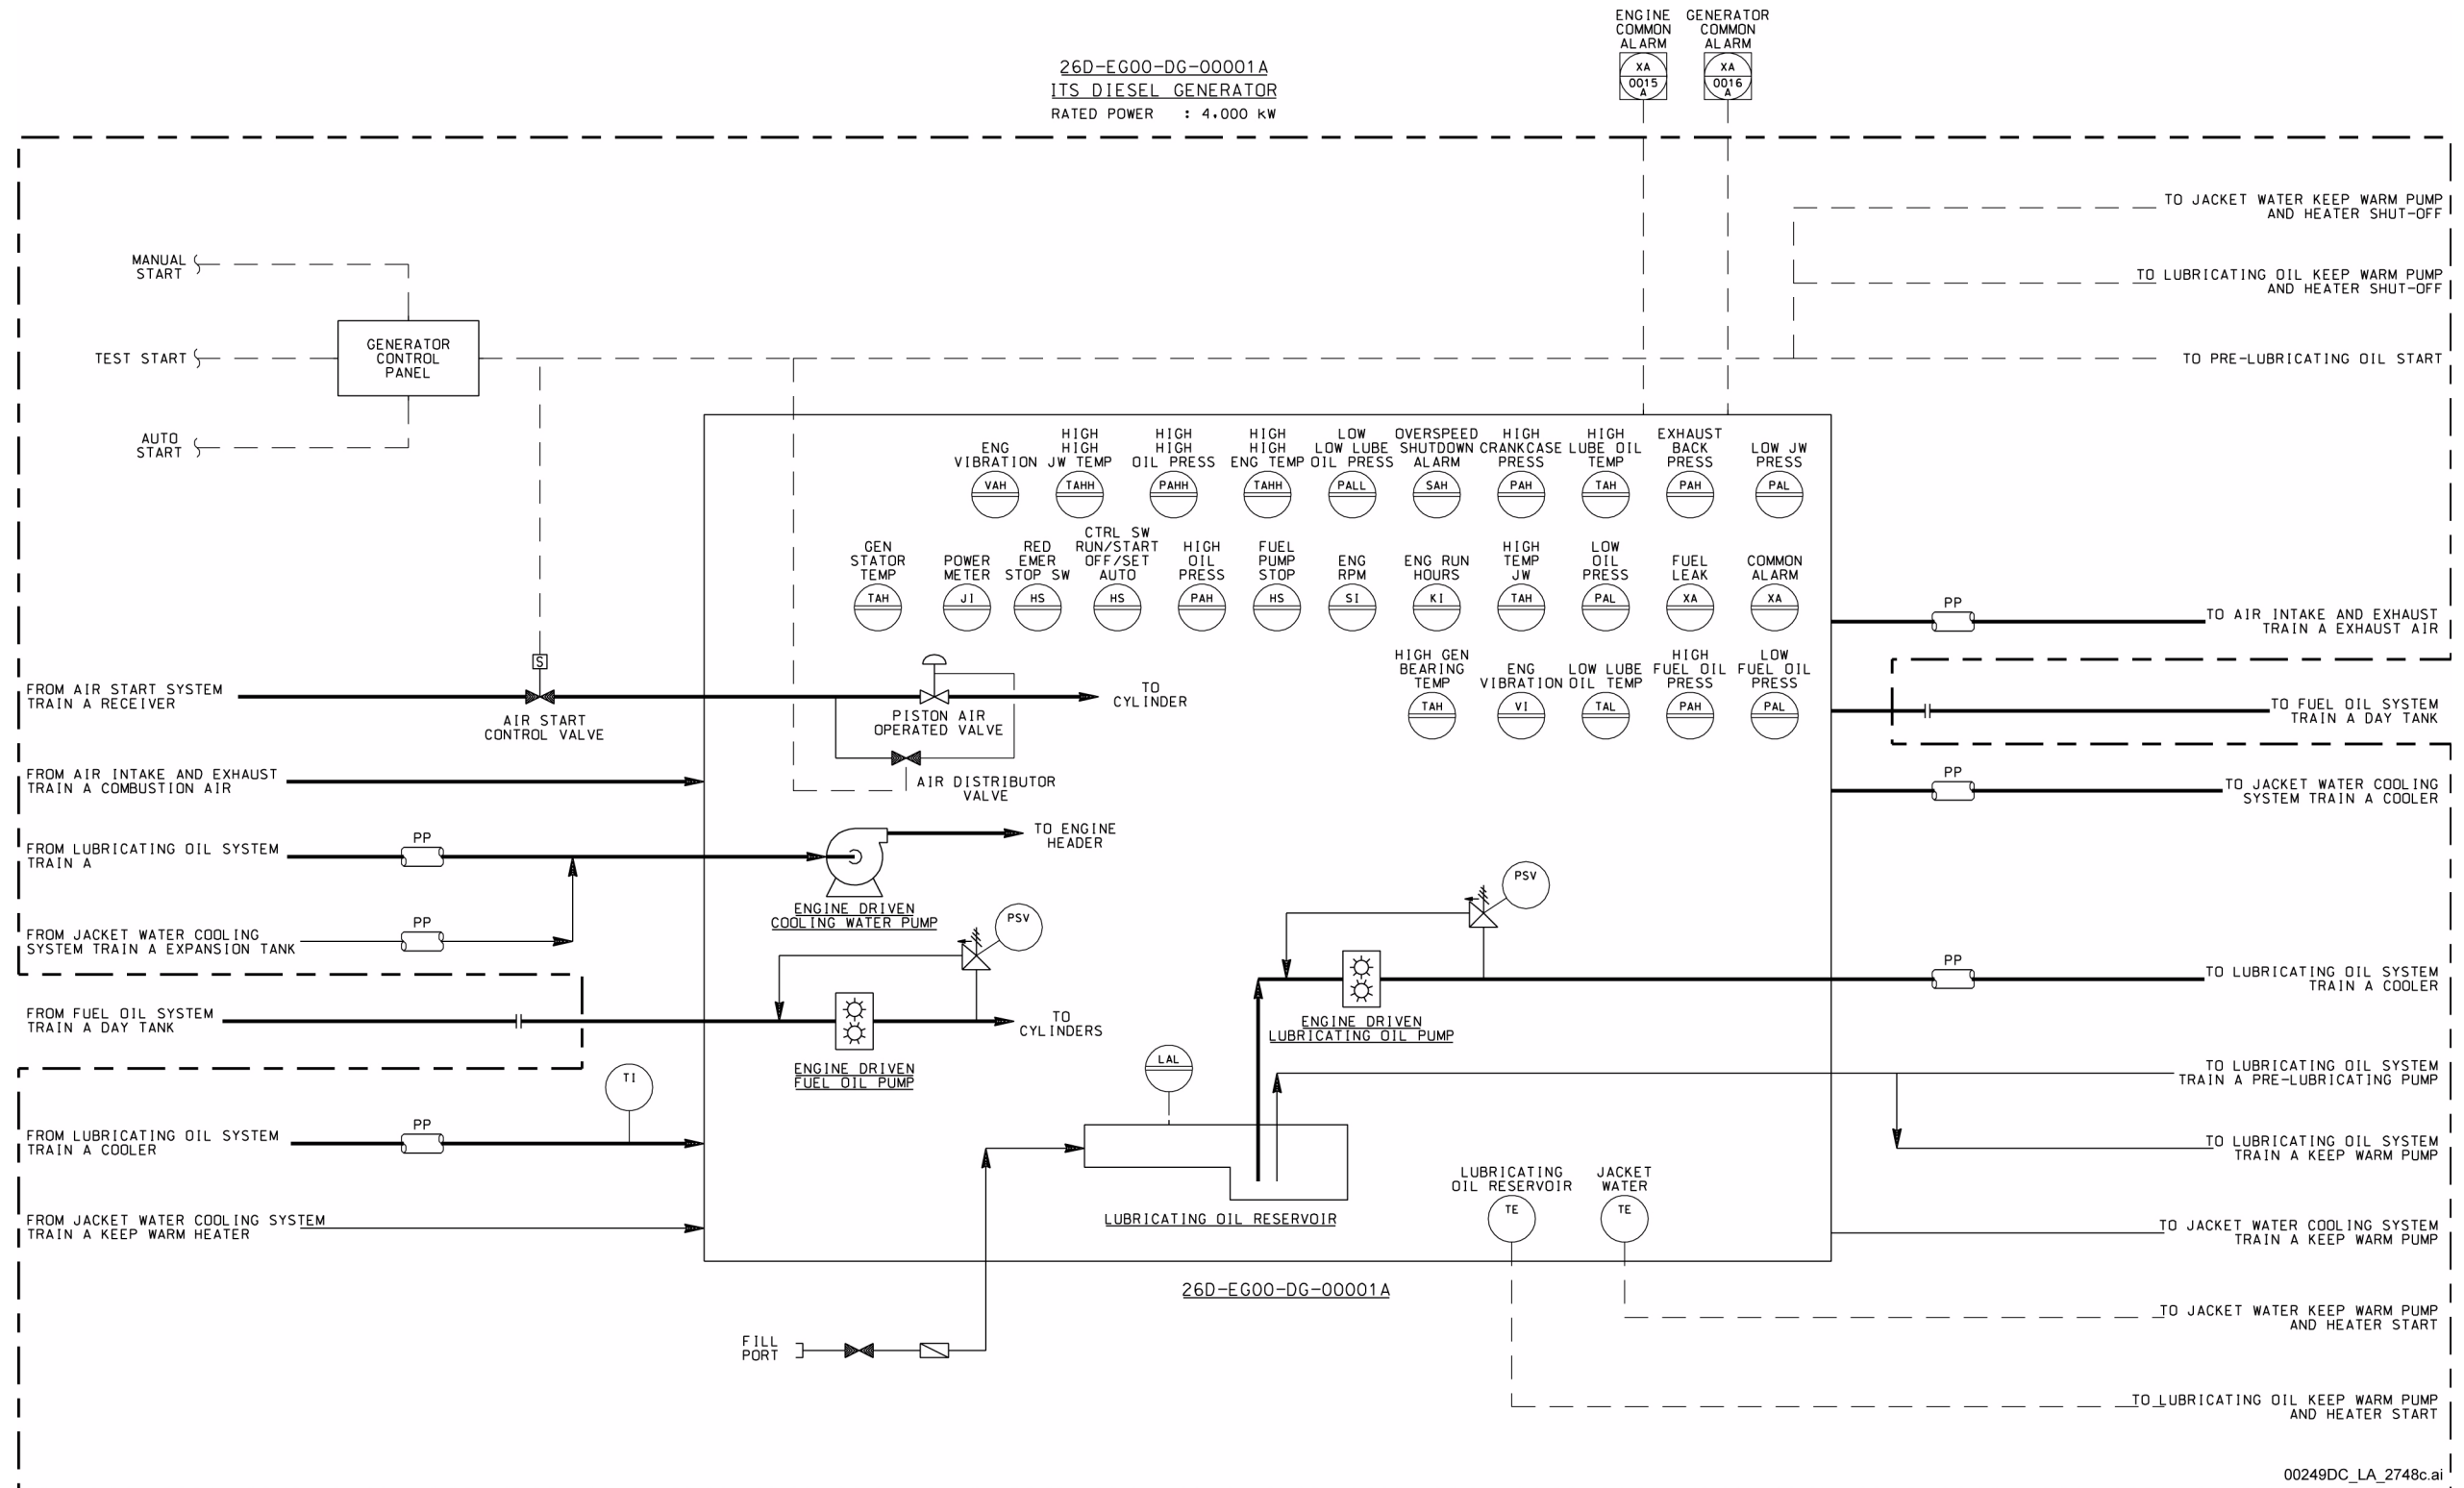 ENGINE COMMON ALARM
XA 0015 A
GENERATOR COMMON ALARM
XA 0016 A
26D-EG00-DG-00001A
ITS DIESEL GENERATOR
RATED POWER : 4,000 kW
TO JACKET WATER KEEP WARM PUMP
AND HEATER SHUT-OFF
TO LUBRICATING OIL KEEP WARM PUMP
AND HEATER SHUT-OFF
TO PRE-LUBRICATING OIL START
MANUAL
START
TEST START
AUTO
START
GENERATOR
CONTROL
PANEL
ENG
VIBRATION
VAH
HIGH
HIGH
JW TEMP
TAHH
HIGH
HIGH
OIL PRESS
PAHH
HIGH
HIGH
ENG TEMP
TAHH
LOW
LOW LUBE
OIL PRESS
PALL
OVERSPEED
SHUTDOWN
ALARM
SAH
HIGH
CRANKCASE
PRESS
PAH
HIGH
LUBE OIL
TEMP
TAH
EXHAUST
BACK
PRESS
PAH
LOW JW
PRESS
PAL
GEN
STATOR
TEMP
TAH
POWER
METER
JI
RED
EMER
STOP SW
HS
CTRL SW
RUN/START
OFF/SET
AUTO
HS
HIGH
OIL
PRESS
PAH
FUEL
PUMP
STOP
HS
ENG
RPM
SI
ENG RUN
HOURS
KI
HIGH
TEMP
JW
TAH
LOW
OIL
PRESS
PAL
FUEL
LEAK
XA
COMMON
ALARM
XA
HIGH GEN
BEARING
TEMP
TAH
ENG
VIBRATION
VI
LOW LUBE
OIL TEMP
TAL
HIGH
FUEL OIL
PRESS
PAH
LOW
FUEL OIL
PRESS
PAL
S
FROM AIR START SYSTEM
TRAIN A RECEIVER
AIR START
CONTROL VALVE
PISTON AIR
OPERATED VALVE
TO
CYLINDER
AIR DISTRIBUTOR
VALVE
FROM AIR INTAKE AND EXHAUST
TRAIN A COMBUSTION AIR
FROM LUBRICATING OIL SYSTEM
TRAIN A
PP
TO ENGINE
HEADER
ENGINE DRIVEN
COOLING WATER PUMP
FROM JACKET WATER COOLING
SYSTEM TRAIN A EXPANSION TANK
PP
PSV
FROM FUEL OIL SYSTEM
TRAIN A DAY TANK
TO
CYLINDERS
ENGINE DRIVEN
FUEL OIL PUMP
TI
FROM LUBRICATING OIL SYSTEM
TRAIN A COOLER
PP
FROM JACKET WATER COOLING SYSTEM
TRAIN A KEEP WARM HEATER
PSV
ENGINE DRIVEN
LUBRICATING OIL PUMP
LAL
LUBRICATING OIL RESERVOIR
LUBRICATING
OIL RESERVOIR
TE
JACKET
WATER
TE
26D-EG00-DG-00001A
FILL
PORT
PP
TO AIR INTAKE AND EXHAUST
TRAIN A EXHAUST AIR
TO FUEL OIL SYSTEM
TRAIN A DAY TANK
PP
TO JACKET WATER COOLING
SYSTEM TRAIN A COOLER
PP
TO LUBRICATING OIL SYSTEM
TRAIN A COOLER
TO LUBRICATING OIL SYSTEM
TRAIN A PRE-LUBRICATING PUMP
TO LUBRICATING OIL SYSTEM
TRAIN A KEEP WARM PUMP
TO JACKET WATER COOLING SYSTEM
TRAIN A KEEP WARM PUMP
TO JACKET WATER KEEP WARM PUMP
AND HEATER START
TO LUBRICATING OIL KEEP WARM PUMP
AND HEATER START
00249DC_LA_2748c.ai